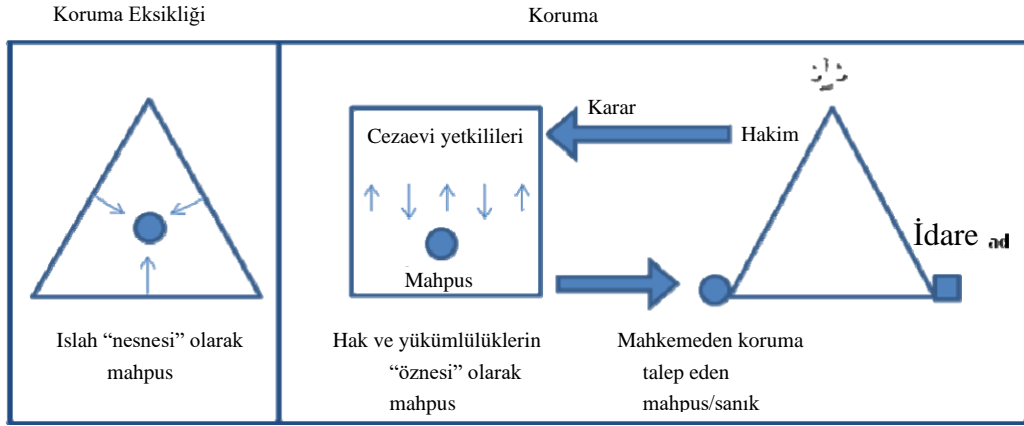 Koruma Eksikliği
Koruma
Karar
Cezaevi yetkilileri
Hakim
İdare ad
Mahpus
Islah “nesnesi” olarak
mahpus
Hak ve yükümlülüklerin
“öznesi” olarak
mahpus
Mahkemeden koruma
talep eden
mahpus/sanık